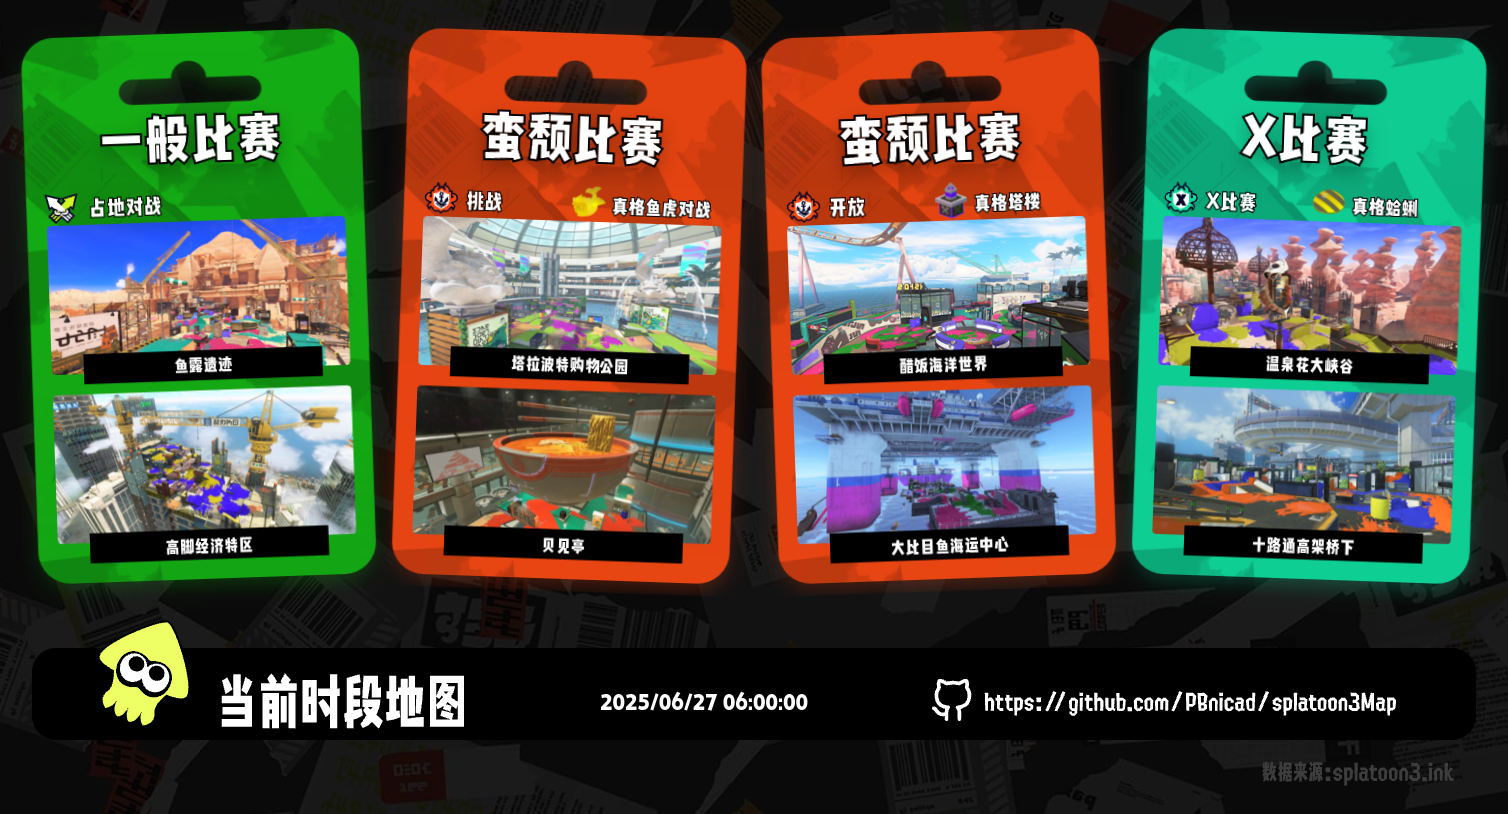 一般比赛
占地对战
鱼露遗迹
高脚经济特区
蛮颓比赛
挑战
真格鱼虎对战
塔拉波特购物公园
贝见亭
蛮颓比赛
开放
真格塔楼
醋饭海洋世界
大比目鱼海运中心
X比赛
X比赛
真格蛤蜊
温泉花大峡谷
十路通高架桥下
当前时段地图
2025/06/27 06:00:00
https://github.com/PBnicad/splatoon3Map
数据来源:splatoon3.ink